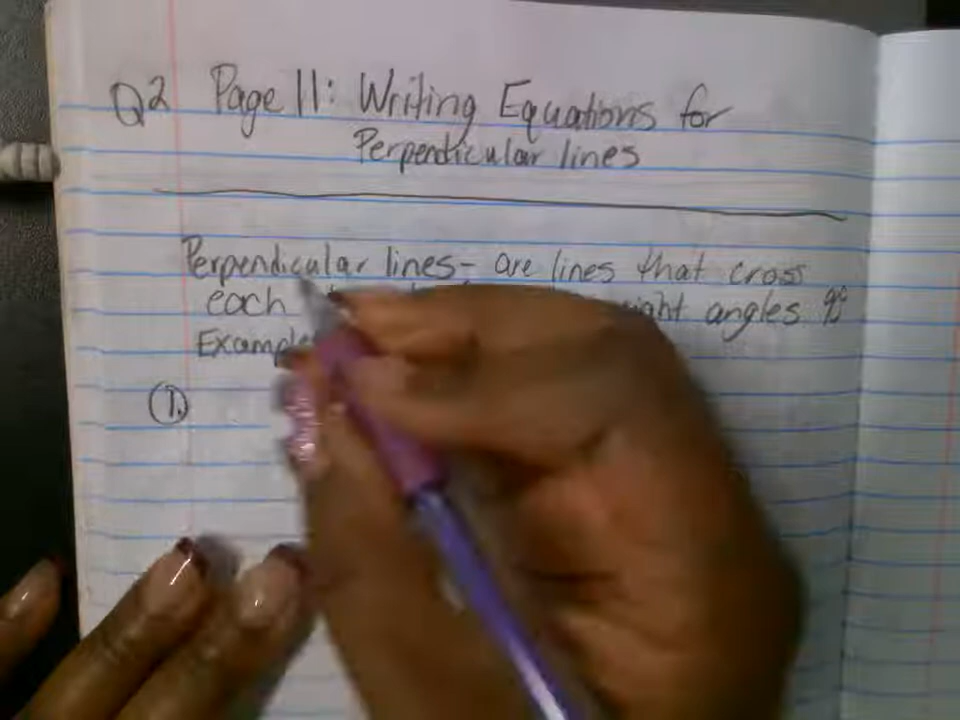 Q2 Page 11: Writing Equations for
Perpendicular lines
Perpendicular lines- are lines that cross
each angles 90°
Example
1.